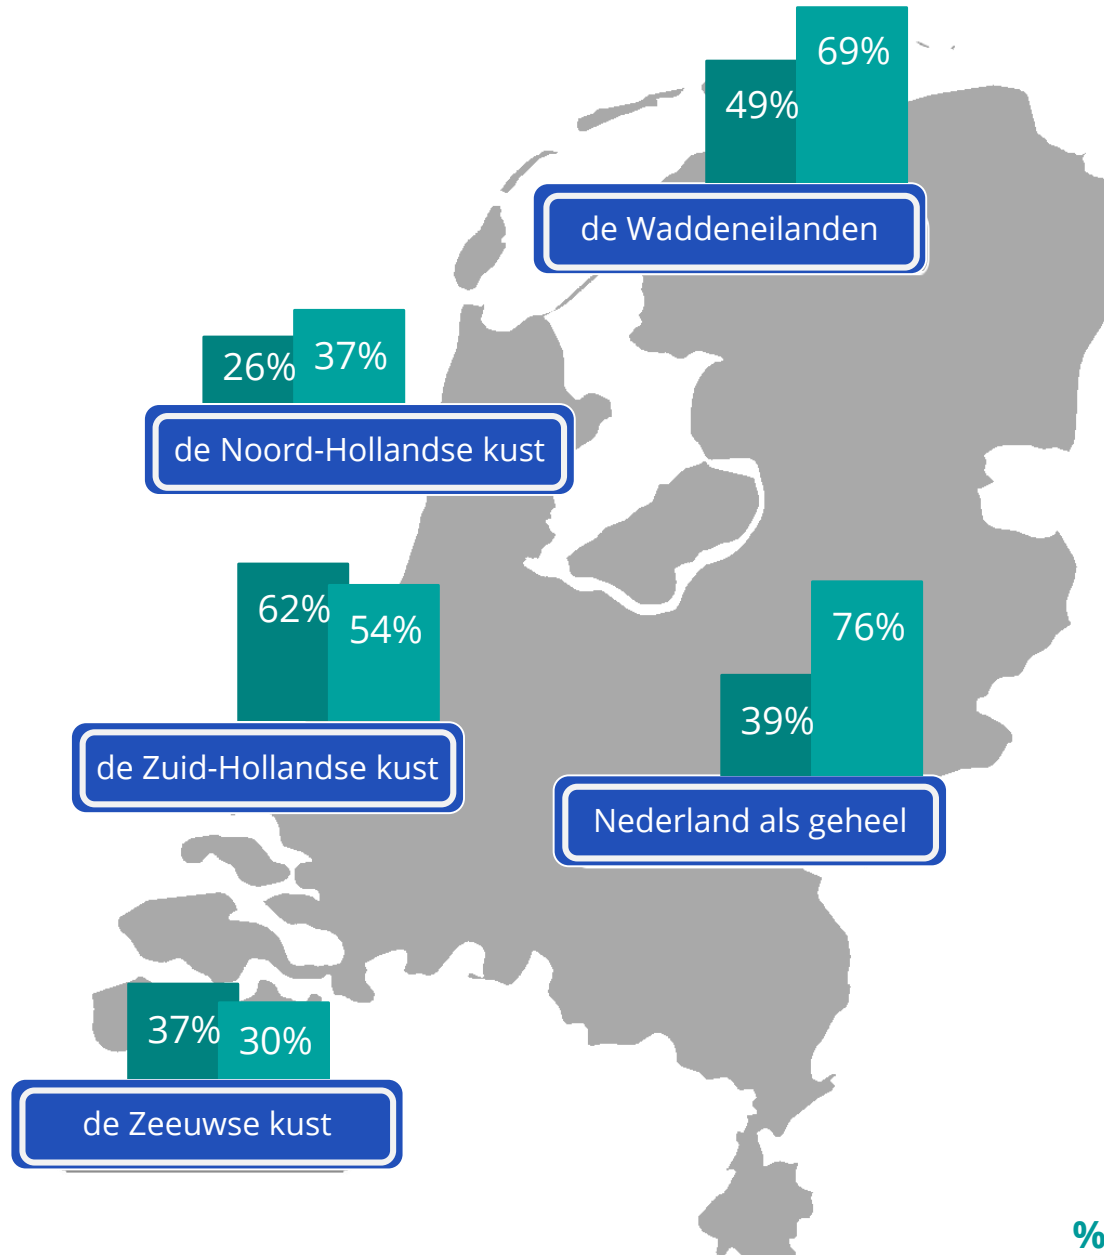 69%
49%
de Waddeneilanden
26%
37%
de Noord-Hollandse kust
62%
54%
de Zuid-Hollandse kust
76%
39%
Nederland als geheel
37%
30%
de Zeeuwse kust
%